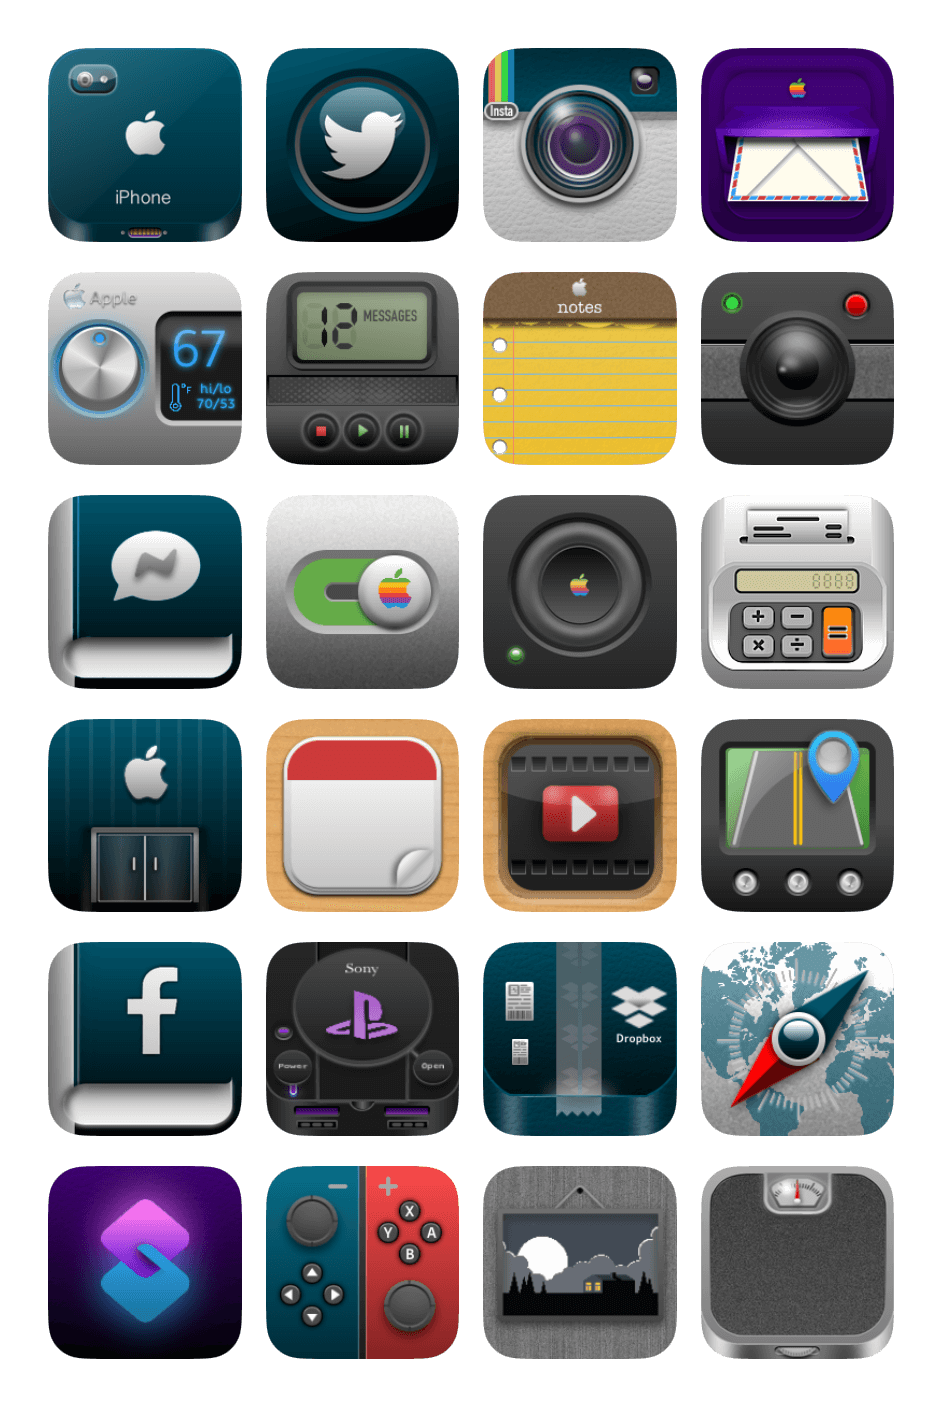 iPhone
Insta
Apple
67
°F
hi/lo
70/53
12 MESSAGES
notes
8888
+ −
× ÷ =
f
Sony
Power
Open
Dropbox
− +
X
Y A
B